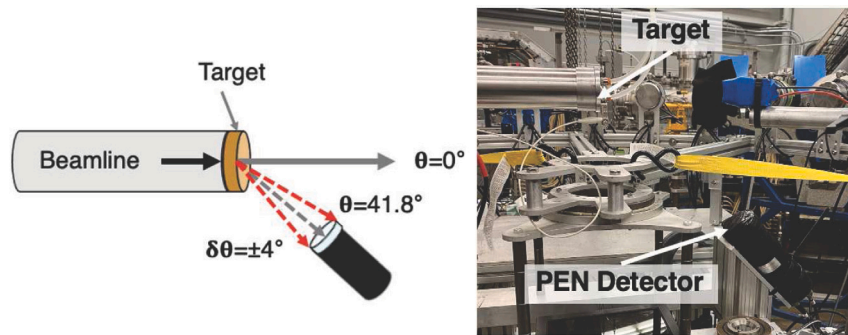 Target
Beamline
θ=0°
θ=41.8°
δθ=±4°
Target
PEN Detector